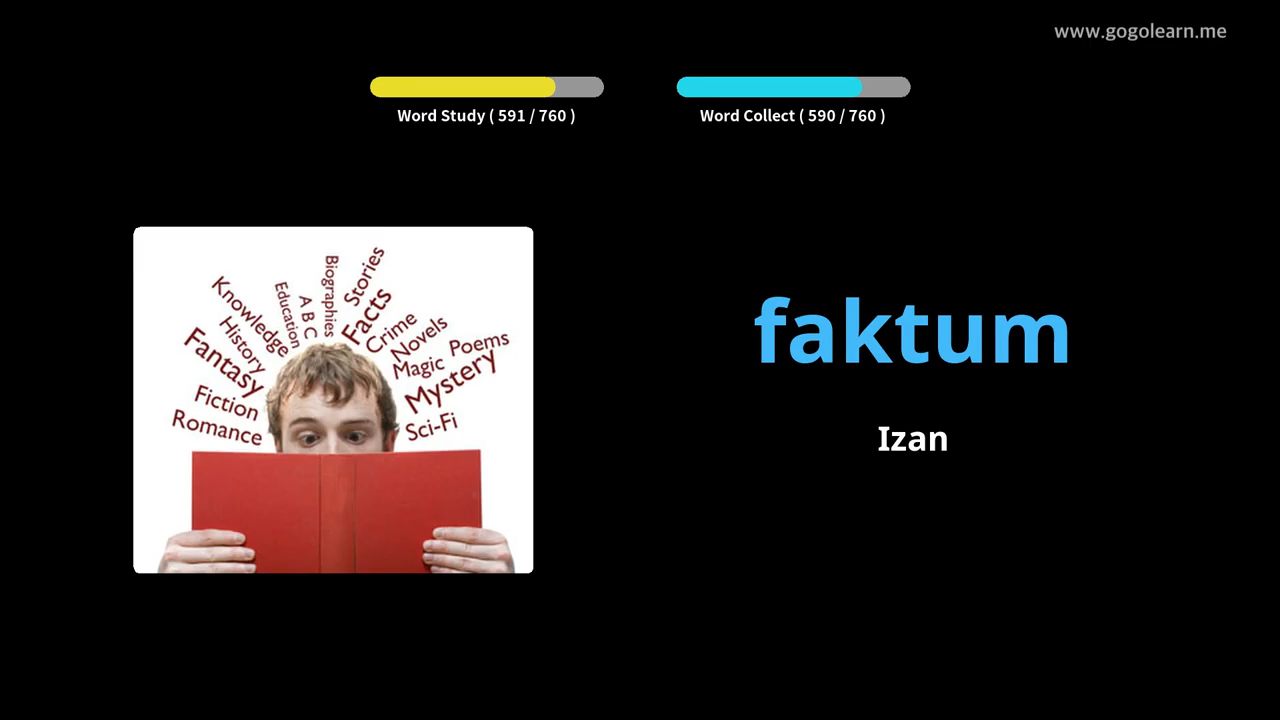 www.gogolearn.me
Word Study ( 591 / 760 )
Word Collect ( 590 / 760 )
Biographies
Stories
Education
A B C
Facts
Knowledge
History
Crime
Novels
Poems
Fantasy
Magic
Mystery
Fiction
Romance
Sci-Fi
faktum
Izan